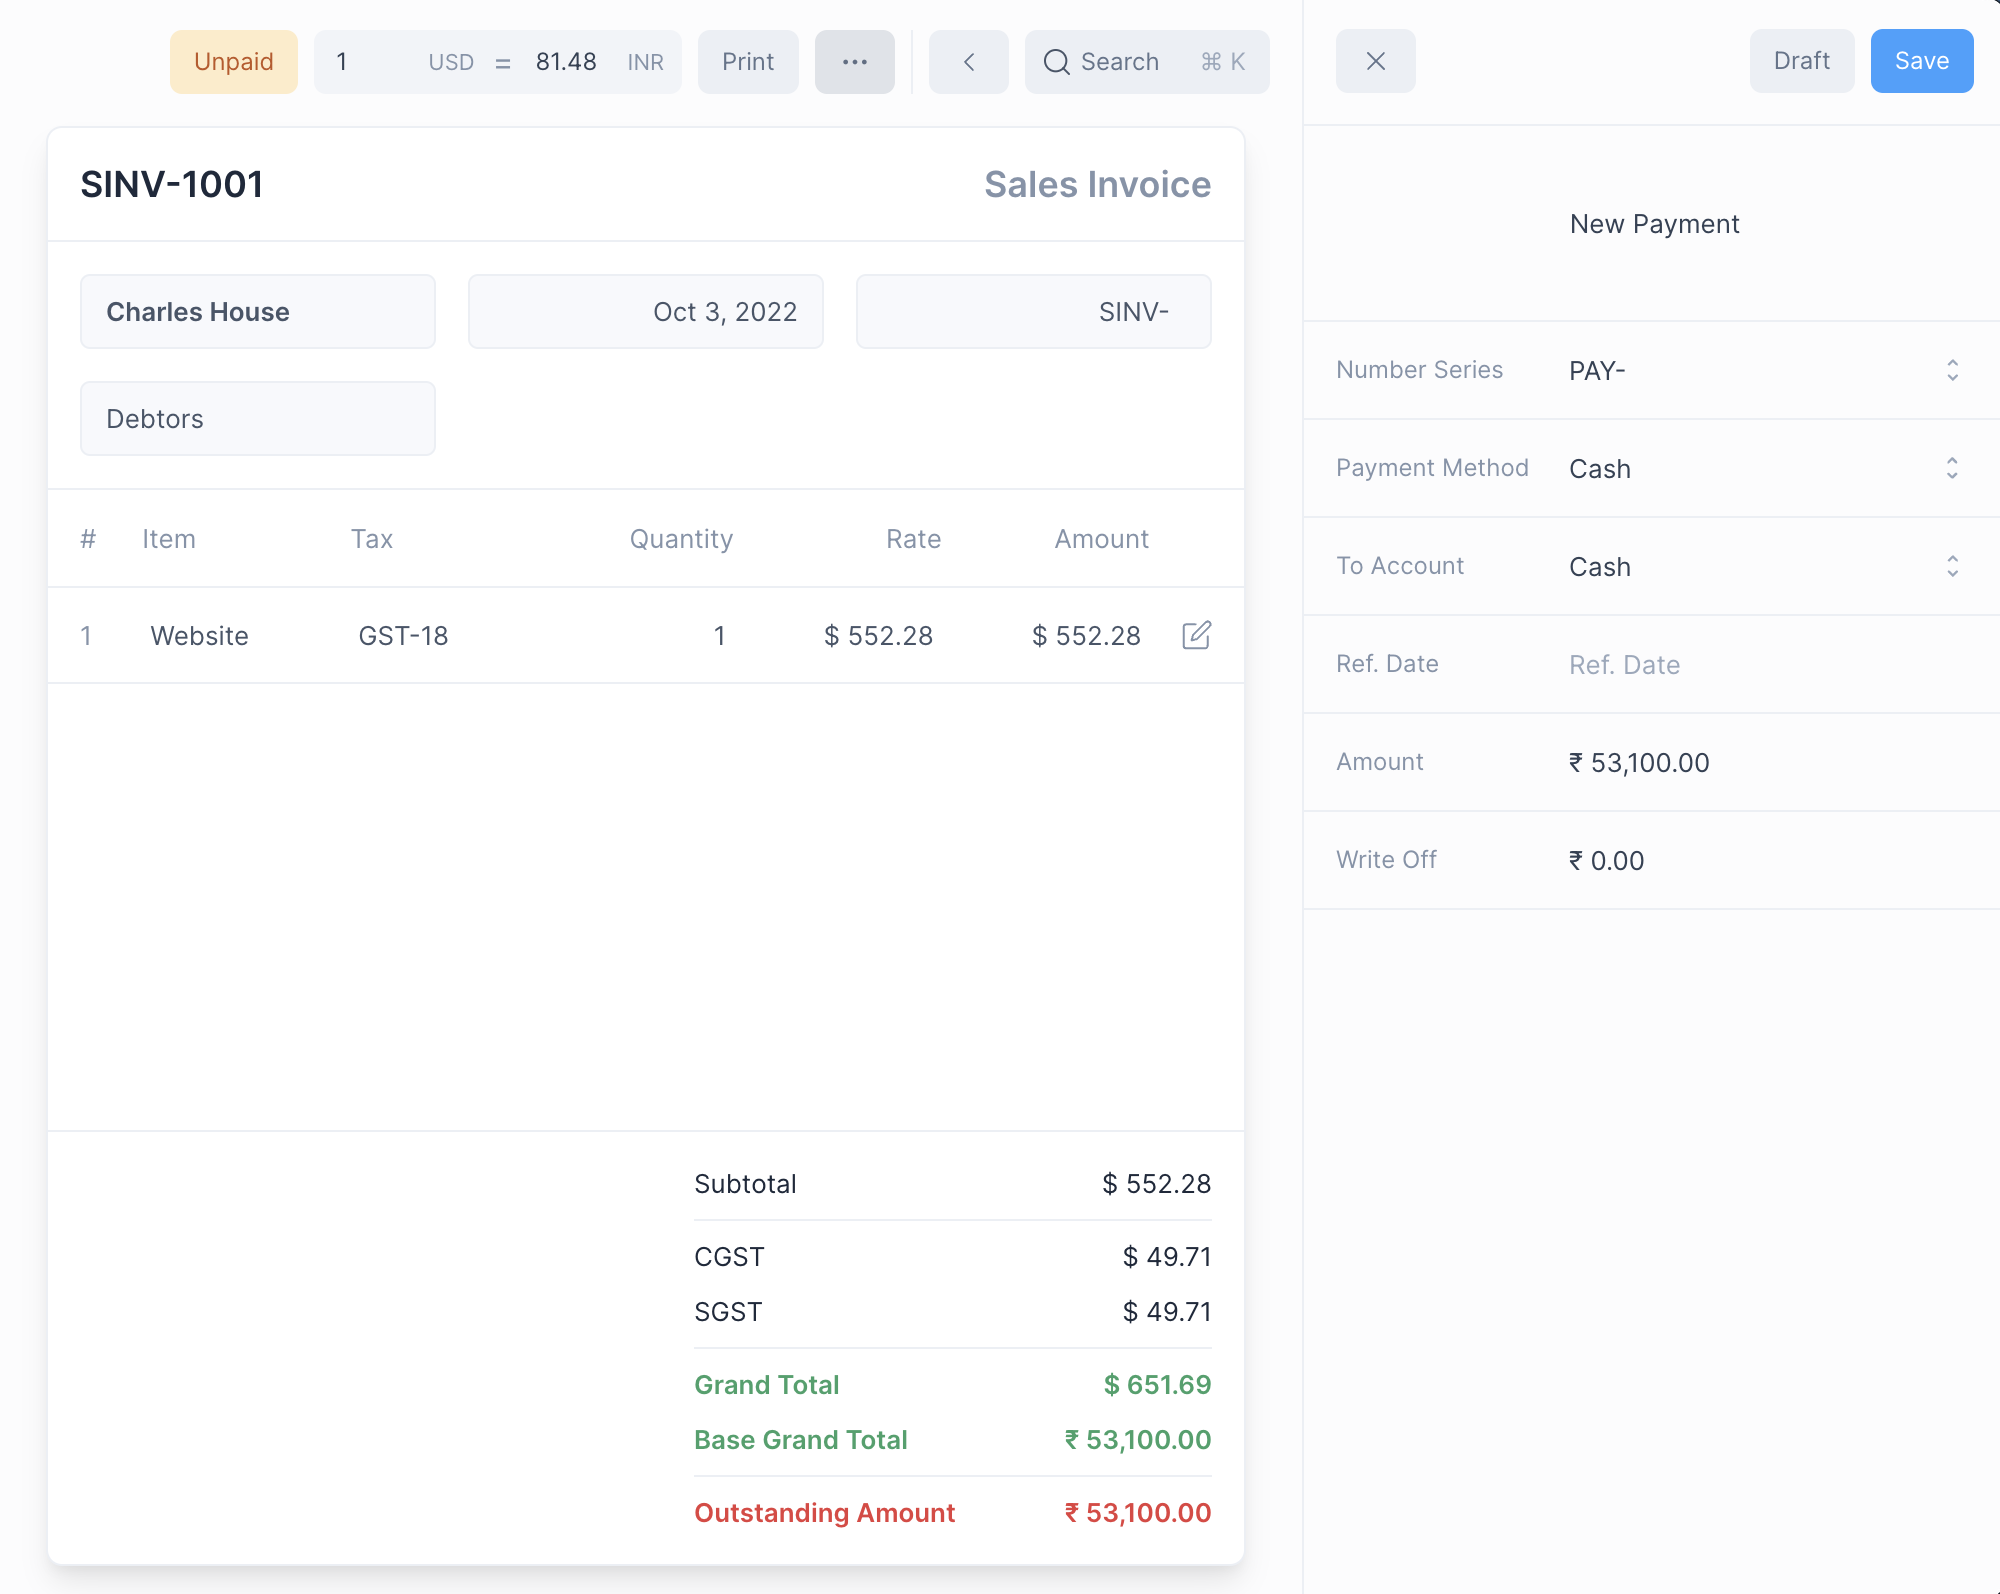 Unpaid 1 USD = 81.48 INR Print ··· Search ⌘ K
SINV-1001 Sales Invoice
Charles House Oct 3, 2022 SINV-
Debtors
# Item Tax Quantity Rate Amount
1 Website GST-18 1 $ 552.28 $ 552.28
Subtotal $ 552.28
CGST $ 49.71
SGST $ 49.71
Grand Total $ 651.69
Base Grand Total ₹ 53,100.00
Outstanding Amount ₹ 53,100.00
Draft Save
New Payment
Number Series PAY-
Payment Method Cash
To Account Cash
Ref. Date Ref. Date
Amount ₹ 53,100.00
Write Off ₹ 0.00